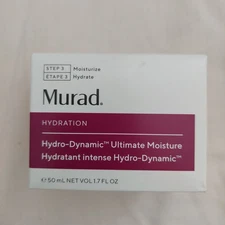 STEP 3 Moisturize
ÉTAPE 3 Hydrate
Murad.
HYDRATION
Hydro-Dynamic™ Ultimate Moisture
Hydratant intense Hydro-Dynamic™
e 50 mL NET VOL 1.7 FL OZ